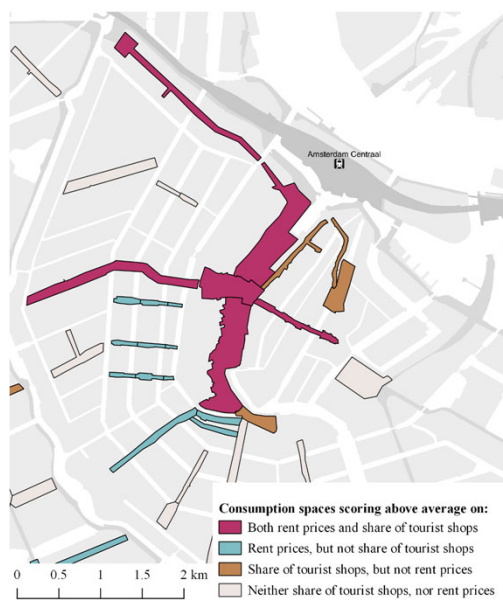 Amsterdam Centraal
Consumption spaces scoring above average on:
Both rent prices and share of tourist shops
Rent prices, but not share of tourist shops
Share of tourist shops, but not rent prices
Neither share of tourist shops, nor rent prices
0 0.5 1 1.5 2 km